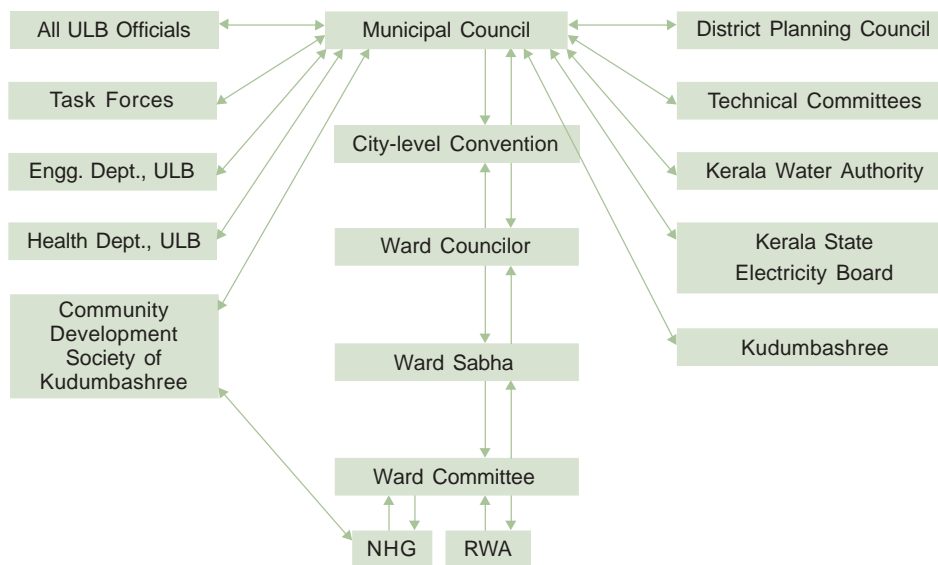 All ULB Officials
Municipal Council
District Planning Council
Task Forces
Technical Committees
City-level Convention
Engg. Dept., ULB
Kerala Water Authority
Health Dept., ULB
Ward Councilor
Kerala State
Electricity Board
Community
Development
Society of
Kudumbashree
Ward Sabha
Kudumbashree
Ward Committee
NHG
RWA